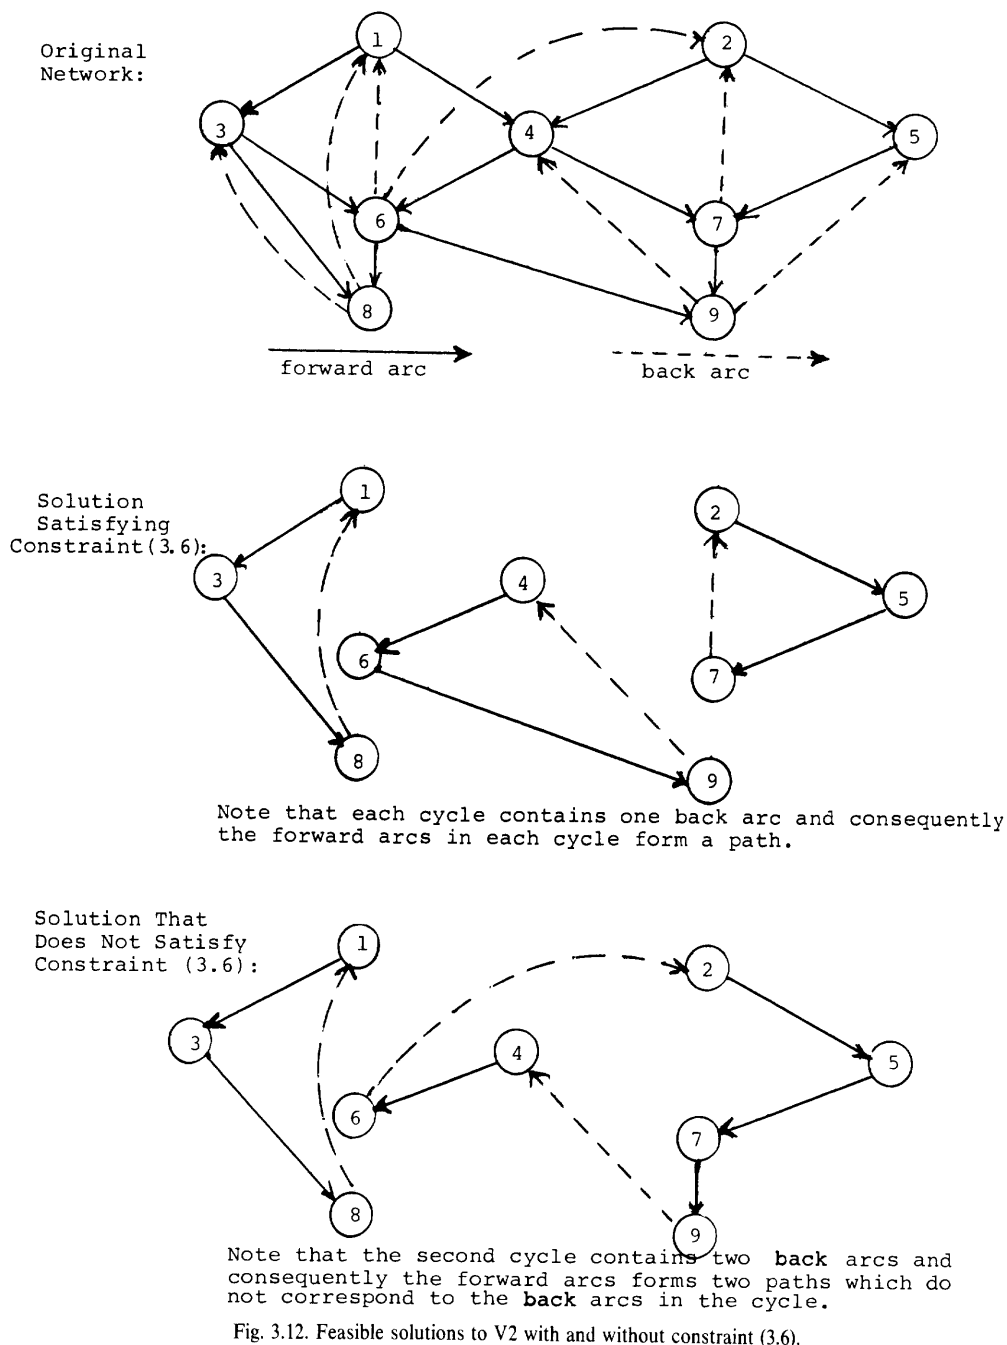 Original
Network:
1
2
3
4
5
6
7
8
9
forward arc
back arc
Solution
Satisfying
Constraint(3.6):
1
2
3
4
5
6
7
8
9
Note that each cycle contains one back arc and consequently
the forward arcs in each cycle form a path.
Solution That
Does Not Satisfy
Constraint (3.6):
1
2
3
4
5
6
7
8
9
Note that the second cycle contains two back arcs and
consequently the forward arcs forms two paths which do
not correspond to the back arcs in the cycle.
Fig. 3.12. Feasible solutions to V2 with and without constraint (3.6).